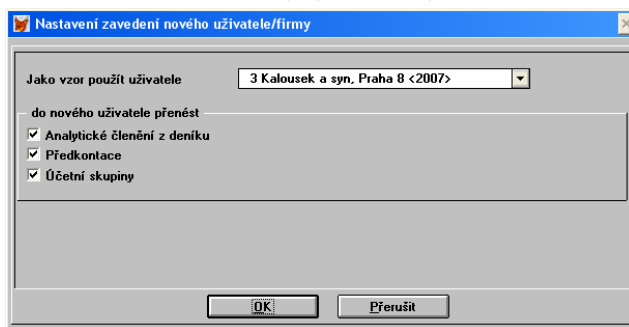 Nastavení zavedení nového uživatele/firmy
Jako vzor použít uživatele 3 Kalousek a syn, Praha 8 <2007>
do nového uživatele přenést
Analytické členění z deníku
Předkontace
Účetní skupiny
OK Přerušit